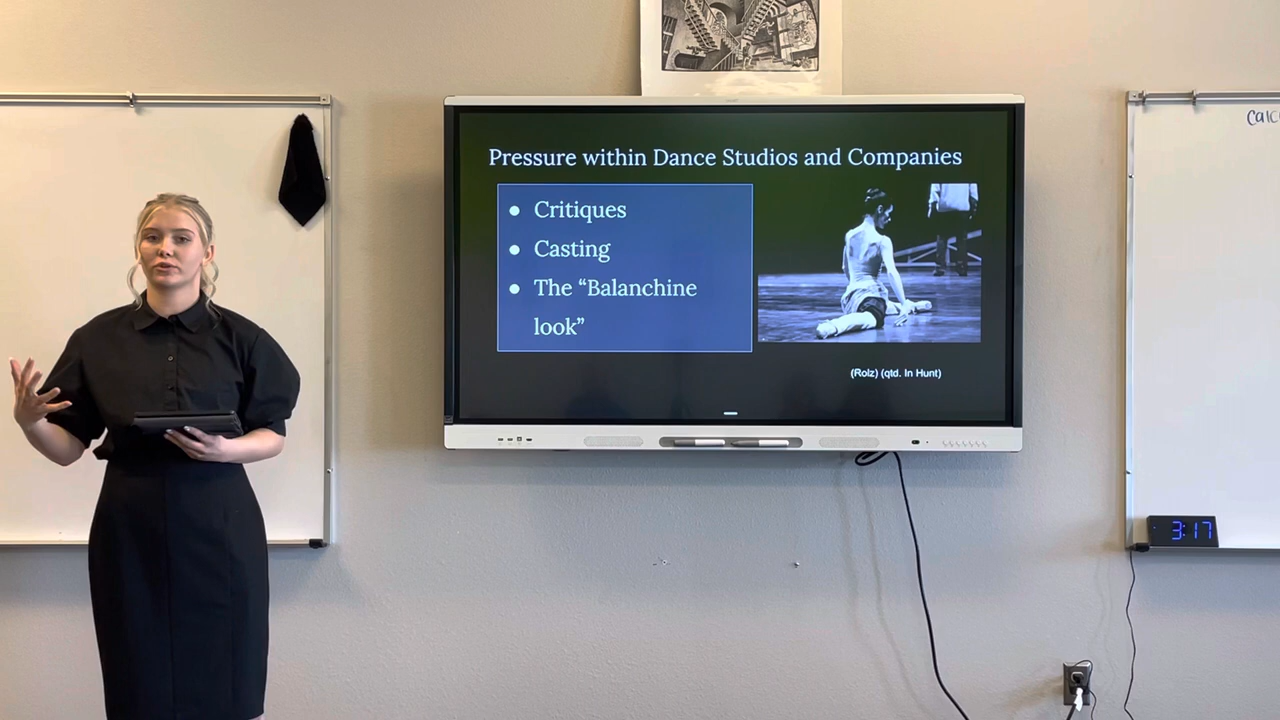 Pressure within Dance Studios and Companies
● Critiques
● Casting
● The “Balanchine
look”
(Rolz) (qtd. In Hunt)
3:17